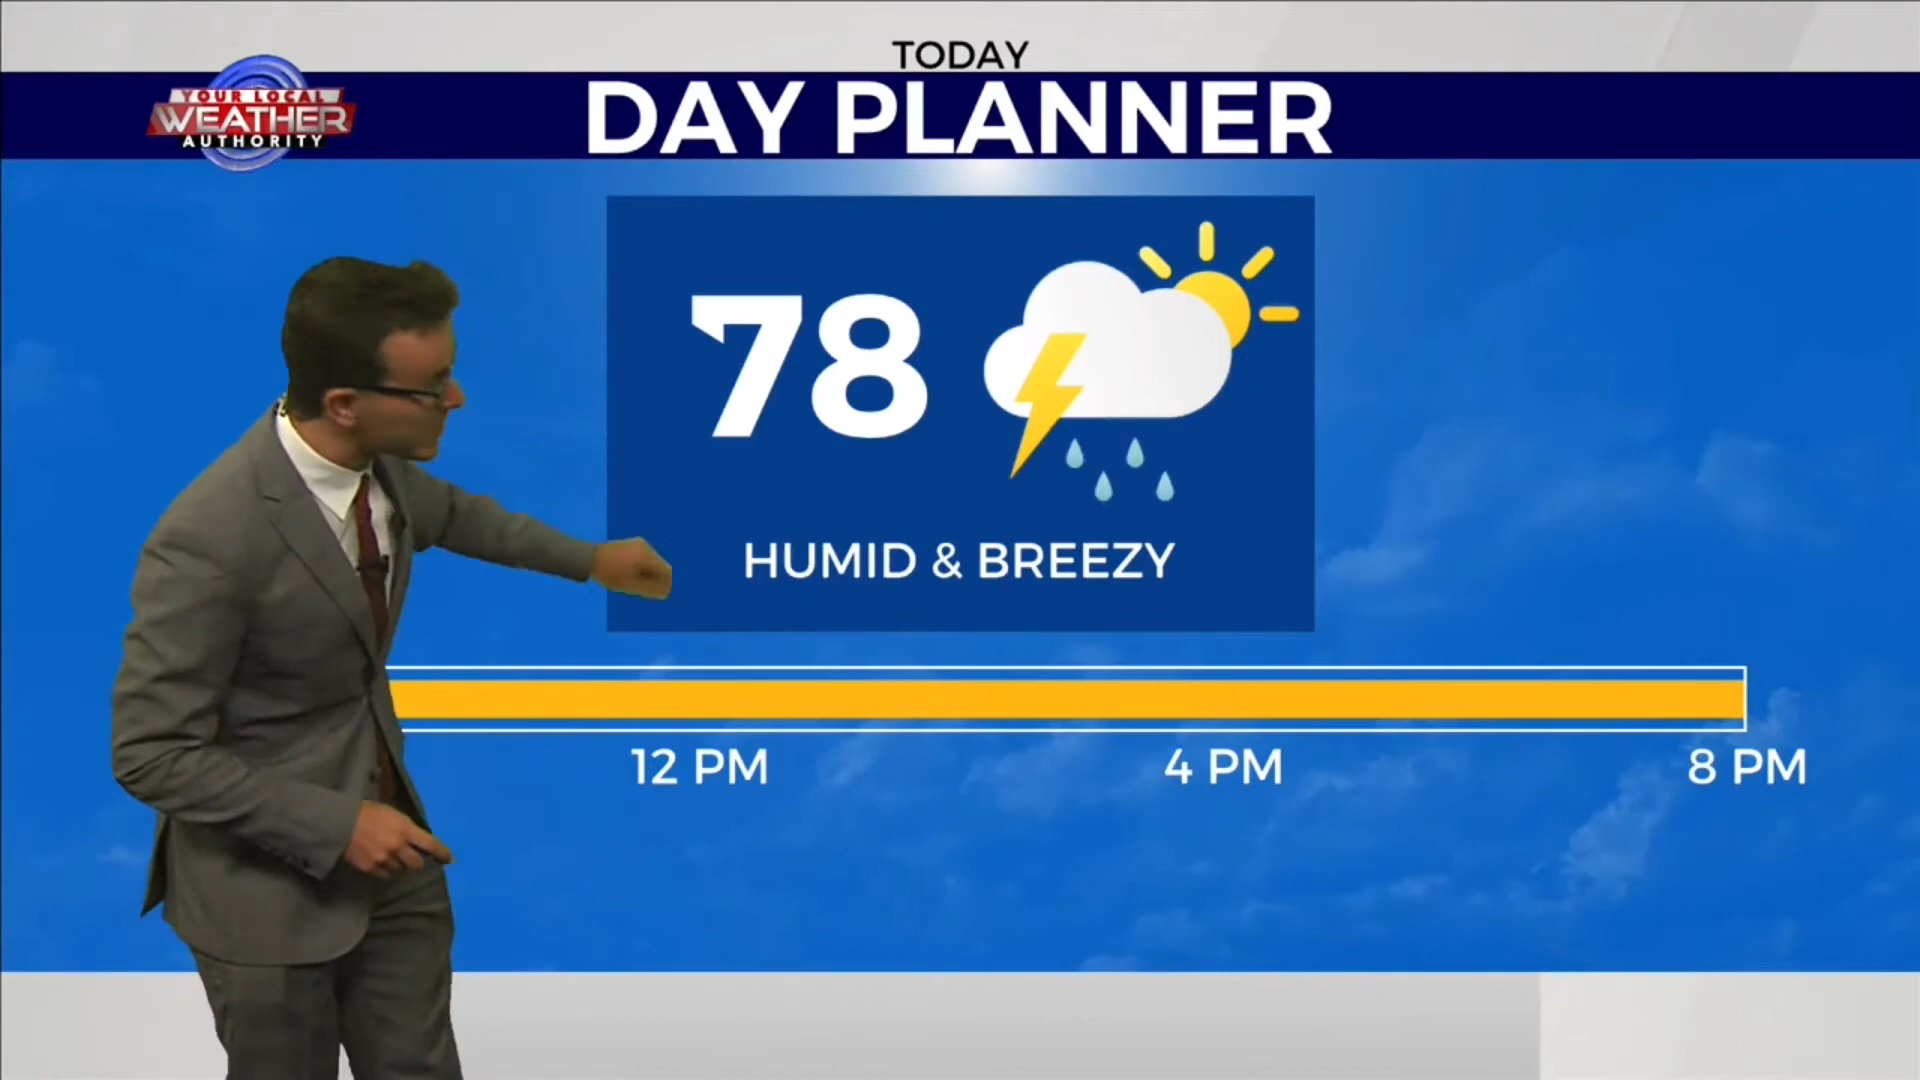 TODAY
DAY PLANNER
YOUR LOCAL
WEATHER
AUTHORITY
78
HUMID & BREEZY
12 PM
4 PM
8 PM